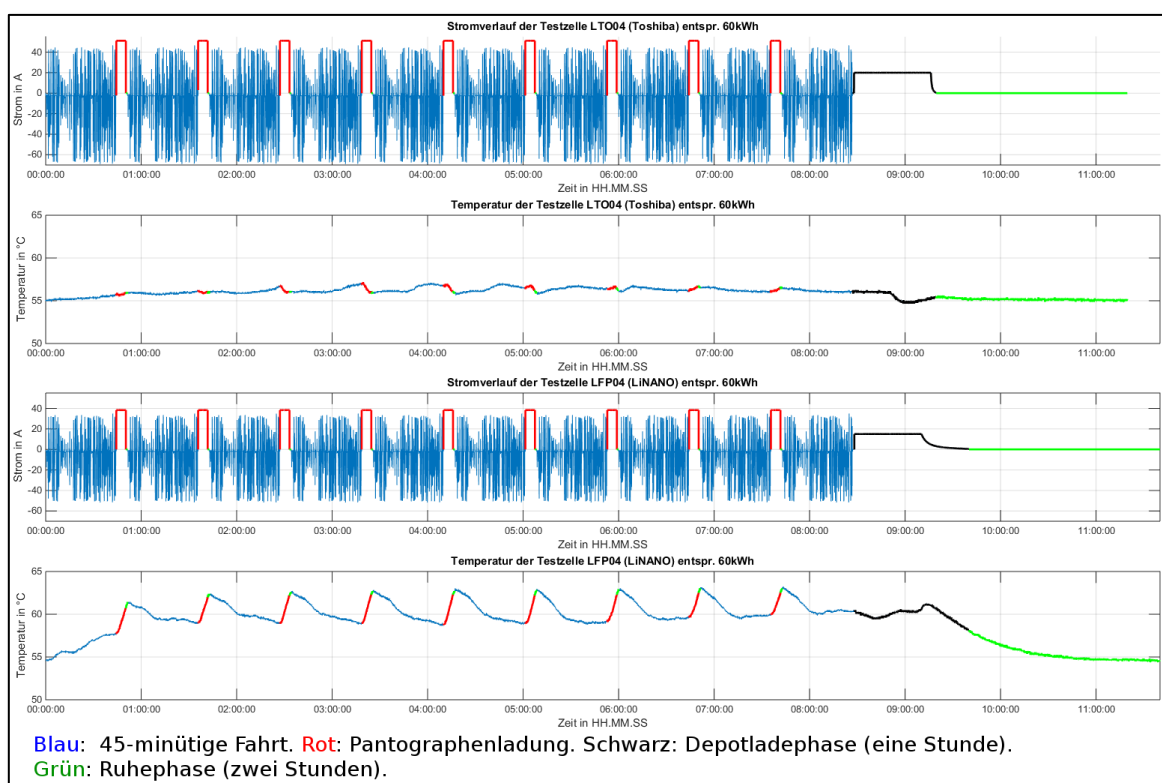 Stromverlauf der Testzelle LTO04 (Toshiba) entspr. 60kWh
Strom in A
40
20
0
-20
-40
-60
00:00:00 01:00:00 02:00:00 03:00:00 04:00:00 05:00:00 06:00:00 07:00:00 08:00:00 09:00:00 10:00:00 11:00:00
Zeit in HH.MM.SS
Temperatur der Testzelle LTO04 (Toshiba) entspr. 60kWh
Temperatur in °C
65
60
55
50
00:00:00 01:00:00 02:00:00 03:00:00 04:00:00 05:00:00 06:00:00 07:00:00 08:00:00 09:00:00 10:00:00 11:00:00
Zeit in HH.MM.SS
Stromverlauf der Testzelle LFP04 (LiNANO) entspr. 60kWh
Strom in A
40
20
0
-20
-40
-60
00:00:00 01:00:00 02:00:00 03:00:00 04:00:00 05:00:00 06:00:00 07:00:00 08:00:00 09:00:00 10:00:00 11:00:00
Zeit in HH.MM.SS
Temperatur der Testzelle LFP04 (LiNANO) entspr. 60kWh
Temperatur in °C
65
60
55
50
00:00:00 01:00:00 02:00:00 03:00:00 04:00:00 05:00:00 06:00:00 07:00:00 08:00:00 09:00:00 10:00:00 11:00:00
Zeit in HH.MM.SS
Blau: 45-minütige Fahrt. Rot: Pantographenladung. Schwarz: Depotladephase (eine Stunde).
Grün: Ruhephase (zwei Stunden).